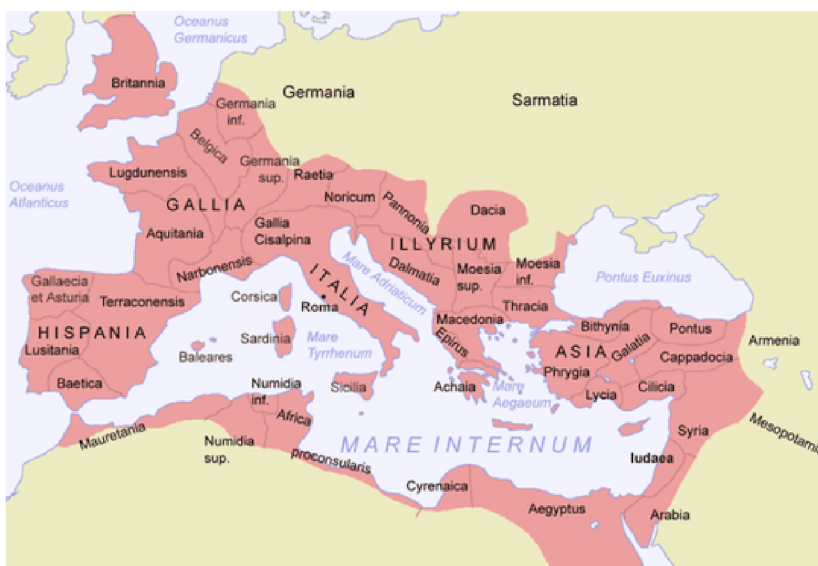 Oceanus
Germanicus
Britannia
Germania
inf.
Germania
Sarmatia
Belgica
Germania
sup.
Lugdunensis
Raetia
Oceanus
Atlanticus
GALLIA
Noricum
Pannonia
Dacia
Aquitania
Gallia
Cisalpina
ILLYRIUM
Narbonensis
Dalmatia
Moesia
sup.
Moesia
inf.
Pontus Euxinus
Gallaecia
et Asturia
Terraconensis
Corsica
ITALIA
Roma
Mare Adriaticum
Thracia
HISPANIA
Macedonia
Bithynia
Pontus
Lusitania
Baleares
Sardinia
Mare
Tyrrhenum
Epirus
ASIA
Galatia
Armenia
Cappadocia
Baetica
Numidia
inf.
Sicilia
Achaia
Mare
Aegaeum
Phrygia
Lycia
Cilicia
Mauretania
Africa
proconsularis
Numidia
sup.
MARE INTERNUM
Syria
Mesopotami
Iudaea
Cyrenaica
Aegyptus
Arabia